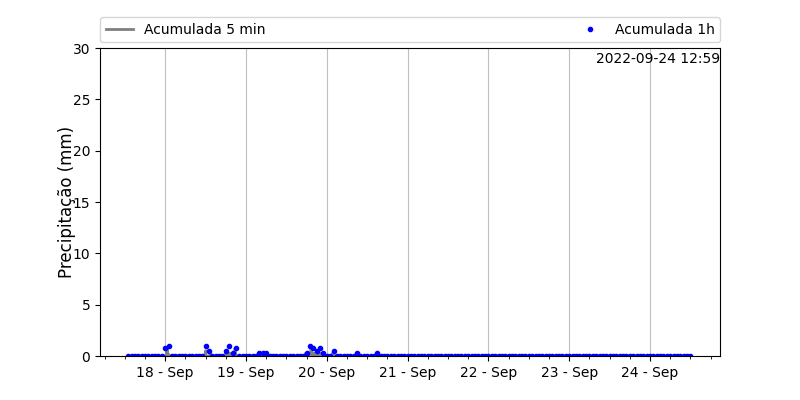 Acumulada 5 min
Acumulada 1h
2022-09-24 12:59
Precipitação (mm)
30
25
20
15
10
5
0
18 - Sep
19 - Sep
20 - Sep
21 - Sep
22 - Sep
23 - Sep
24 - Sep